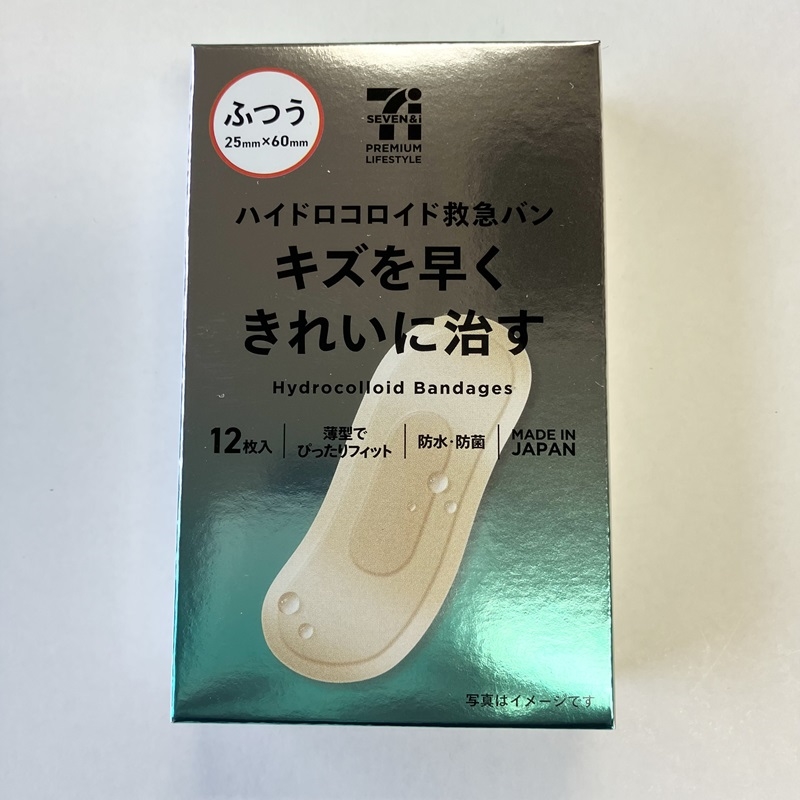 ふつう
25mm×60mm
SEVEN&i
PREMIUM
LIFESTYLE
ハイドロコロイド救急バン
キズを早く
きれいに治す
Hydrocolloid Bandages
12枚入
薄型で
ぴったりフィット
防水・防菌
MADE IN
JAPAN
写真はイメージです